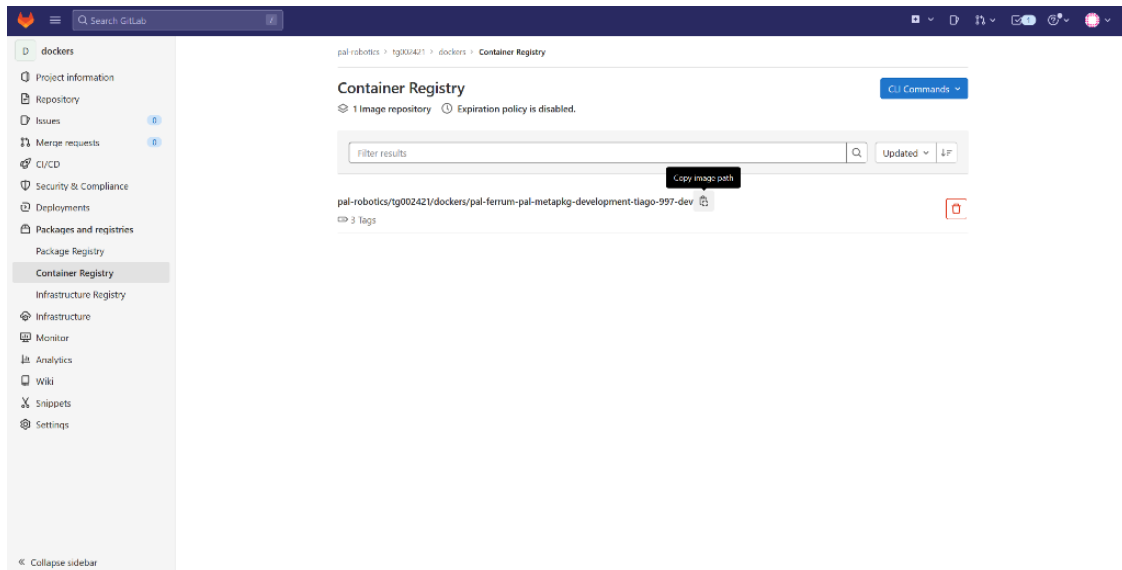 Search GitLab /
1
D dockers
Project information
Repository
Issues 0
Merge requests 0
CI/CD
Security & Compliance
Deployments
Packages and registries
Package Registry
Container Registry
Infrastructure Registry
Infrastructure
Monitor
Analytics
Wiki
Snippets
Settings
Collapse sidebar
pal-robotics > tg002421 > dockers > Container Registry
Container Registry
CLI Commands
1 Image repository Expiration policy is disabled.
Filter results
Updated
Copy image path
pal-robotics/tg002421/dockers/pal-ferrum-pal-metapkg-development-tiago-997-dev
3 Tags